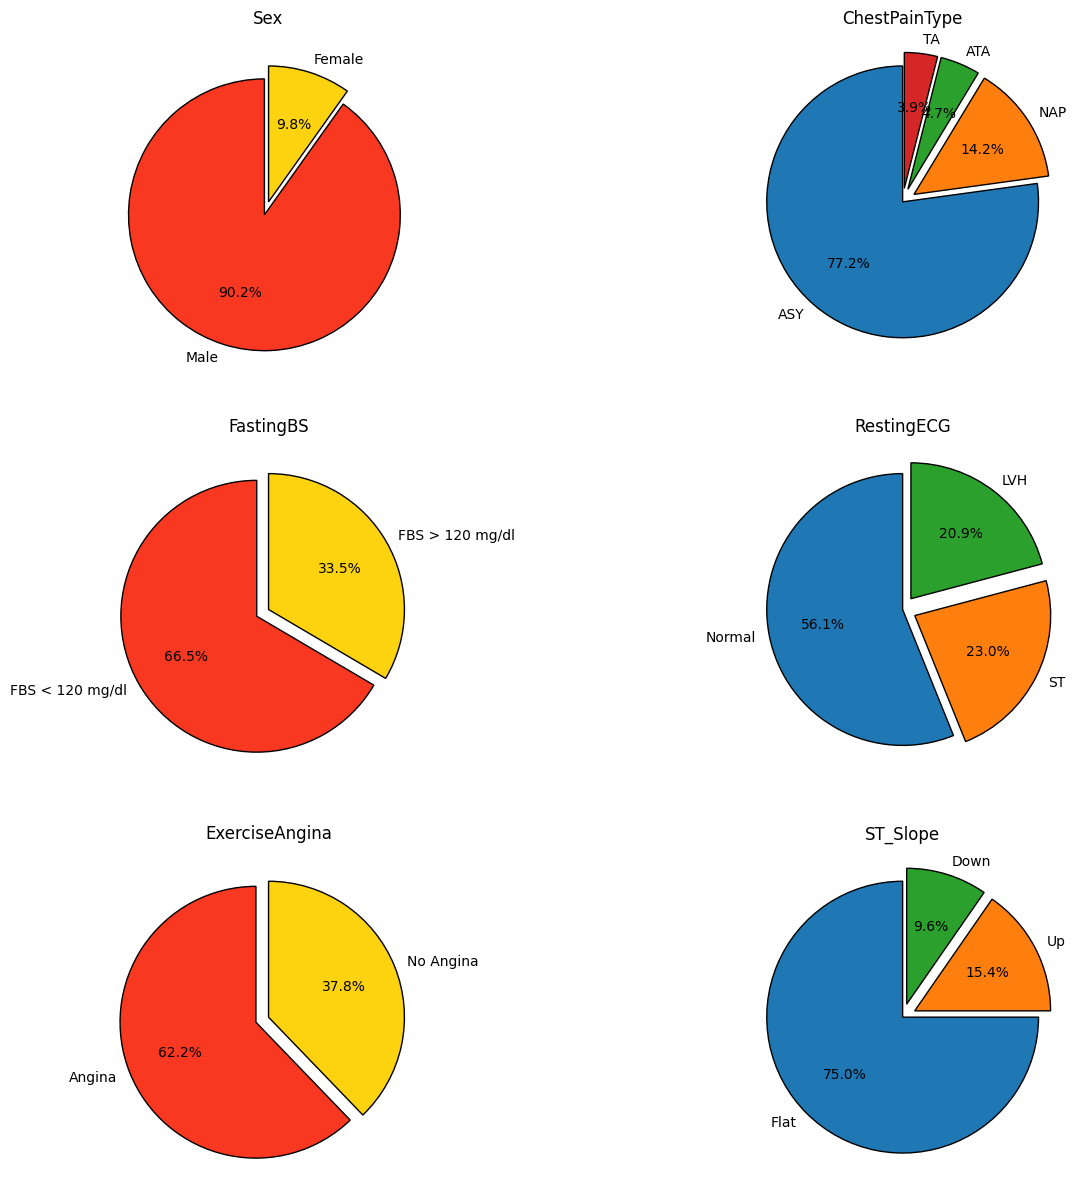 Sex
Female
9.8%
90.2%
Male
ChestPainType
TA
ATA
NAP
3.9%
4.7%
14.2%
77.2%
ASY
FastingBS
FBS > 120 mg/dl
33.5%
66.5%
FBS < 120 mg/dl
RestingECG
LVH
20.9%
56.1%
Normal
23.0%
ST
ExerciseAngina
No Angina
37.8%
62.2%
Angina
ST_Slope
Down
9.6%
Up
15.4%
75.0%
Flat